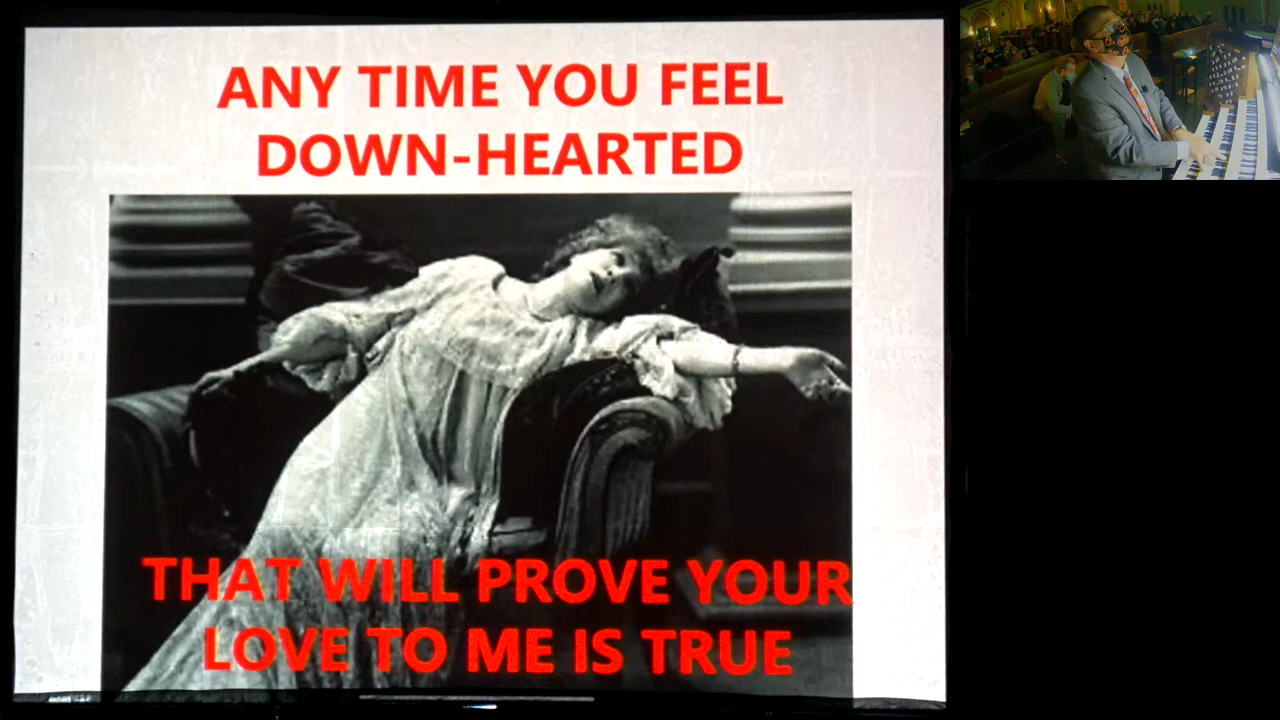 ANY TIME YOU FEEL
DOWN-HEARTED
THAT WILL PROVE YOUR
LOVE TO ME IS TRUE